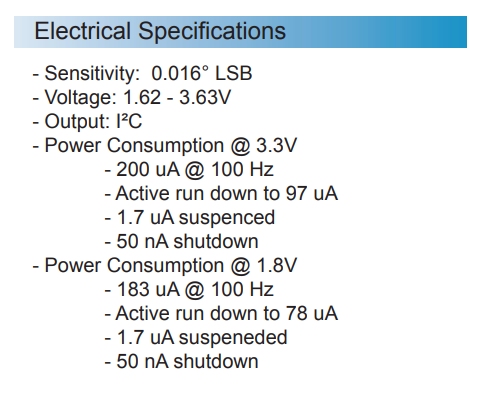 Electrical Specifications
- Sensitivity:  0.016° LSB
- Voltage: 1.62 - 3.63V
- Output: I²C
- Power Consumption @ 3.3V
- 200 uA @ 100 Hz
- Active run down to 97 uA
- 1.7 uA suspenced
- 50 nA shutdown
- Power Consumption @ 1.8V
- 183 uA @ 100 Hz
- Active run down to 78 uA
- 1.7 uA suspeneded
- 50 nA shutdown